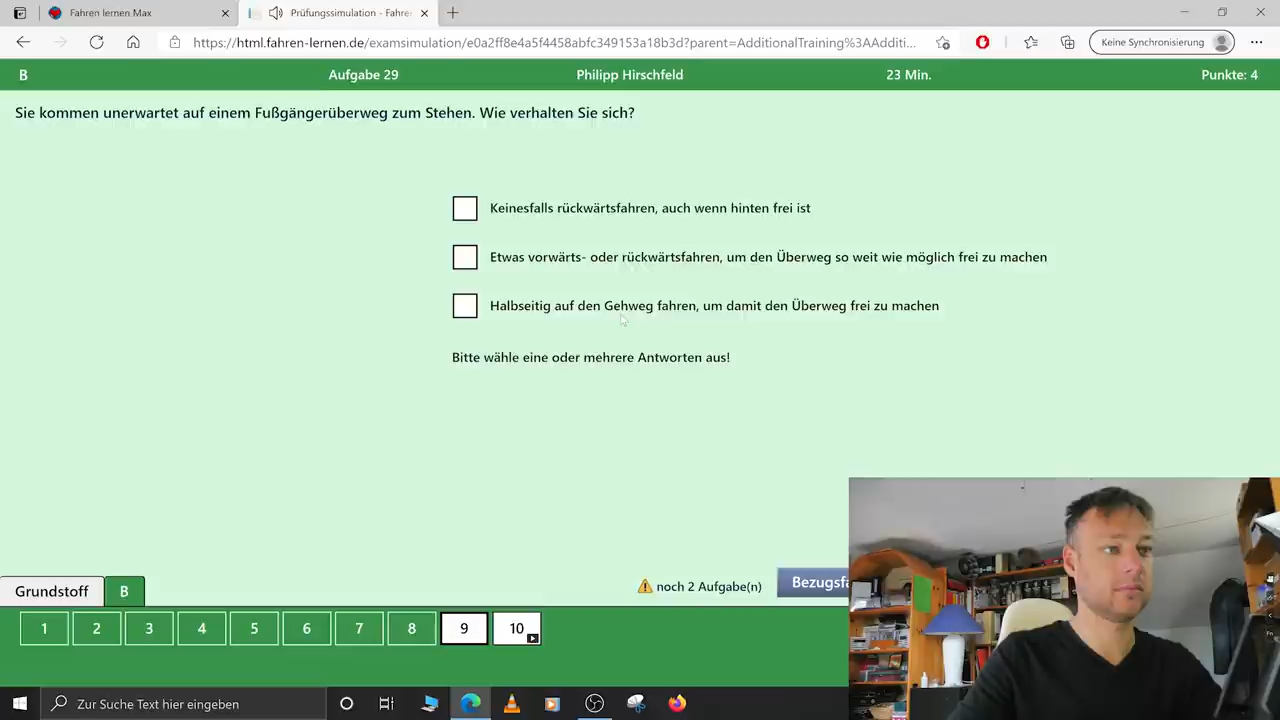 Fahren lernen Max
Prüfungssimulation - Fahre
https://html.fahren-lernen.de/examsimulation/e0a2ff8e4a5f4458abfc349153a18b3d?parent=AdditionalTraining%3AAdditi...
Keine Synchronisierung
B
Aufgabe 29
Philipp Hirschfeld
23 Min.
Punkte: 4
Sie kommen unerwartet auf einem Fußgängerüberweg zum Stehen. Wie verhalten Sie sich?
Keinesfalls rückwärtsfahren, auch wenn hinten frei ist
Etwas vorwärts- oder rückwärtsfahren, um den Überweg so weit wie möglich frei zu machen
Halbseitig auf den Gehweg fahren, um damit den Überweg frei zu machen
Bitte wähle eine oder mehrere Antworten aus!
Grundstoff
B
noch 2 Aufgabe(n)
Bezugsfa
1 2 3 4 5 6 7 8 9 10
Zur Suche Text hier eingeben